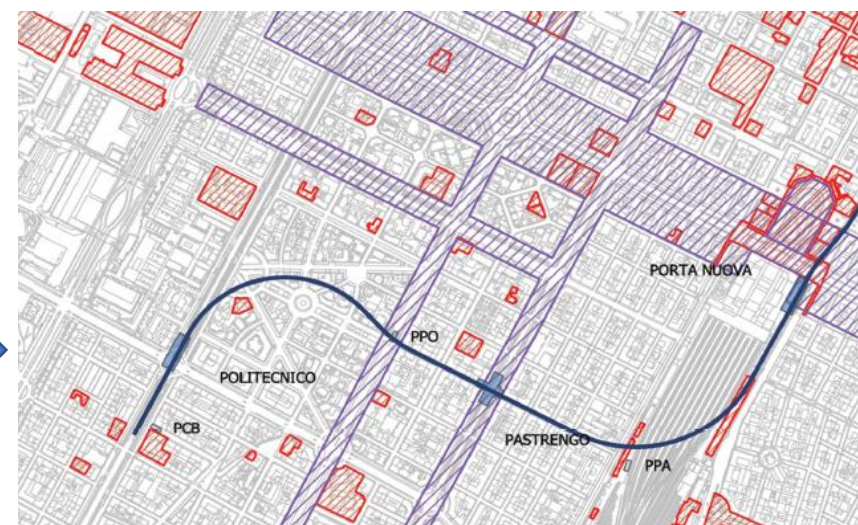 PORTA NUOVA
PPO
POLITECNICO
PCB
PASTRENGO
PPA